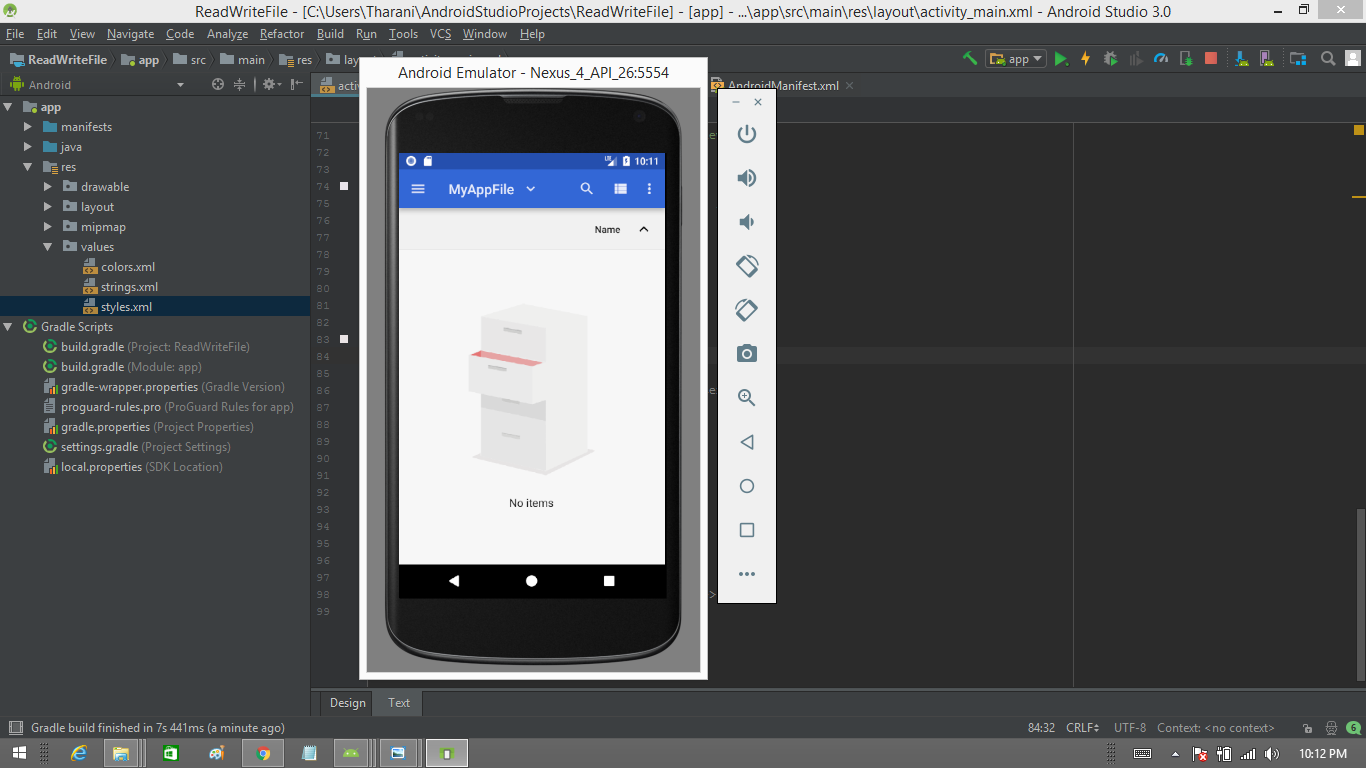 ReadWriteFile - [C:\Users\Tharani\AndroidStudioProjects\ReadWriteFile] - [app] - ...\app\src\main\res\layout\activity_main.xml - Android Studio 3.0
File Edit View Navigate Code Analyze Refactor Build Run Tools VCS Window Help
ReadWriteFile app src main res app
Android
AndroidManifest.xml
app
manifests
java
res
drawable
layout
mipmap
values
colors.xml
strings.xml
styles.xml
Gradle Scripts
build.gradle (Project: ReadWriteFile)
build.gradle (Module: app)
gradle-wrapper.properties (Gradle Version)
proguard-rules.pro (ProGuard Rules for app)
gradle.properties (Project Properties)
settings.gradle (Project Settings)
local.properties (SDK Location)
71
72
73
74
75
76
77
78
79
80
81
82
83
84
85
86
87
88
89
90
91
92
93
94
95
96
97
98
99
>
Android Emulator - Nexus_4_API_26:5554
10:11
MyAppFile
Name
No items
Design Text
Gradle build finished in 7s 441ms (a minute ago)
84:32 CRLF UTF-8 Context: <no context>
6
10:12 PM